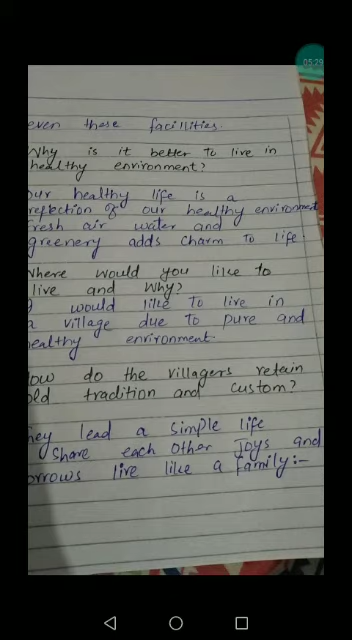 05:29
even these facillities.
Why is it better to live in
healthy environment?
our healthy life is a
reflection of our healthy environment
fresh air water and
greenery adds charm to life.
where would you like to
live and Why?
I would like to live in
a village due to pure and
healthy environment.
How do the villagers retain
old tradition and custom?
They lead a simple life
share each other joys and
sorrows live like a family:-